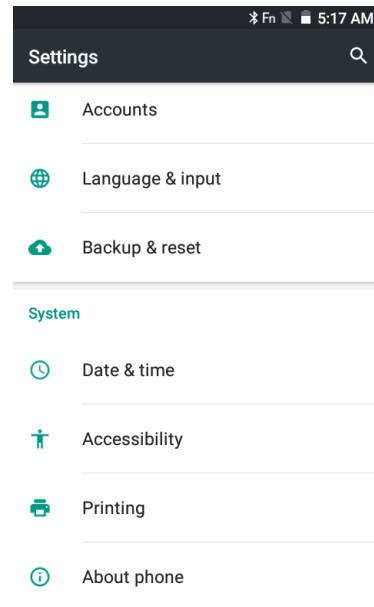 Fn 5:17 AM
Settings
Accounts
Language & input
Backup & reset
System
Date & time
Accessibility
Printing
About phone